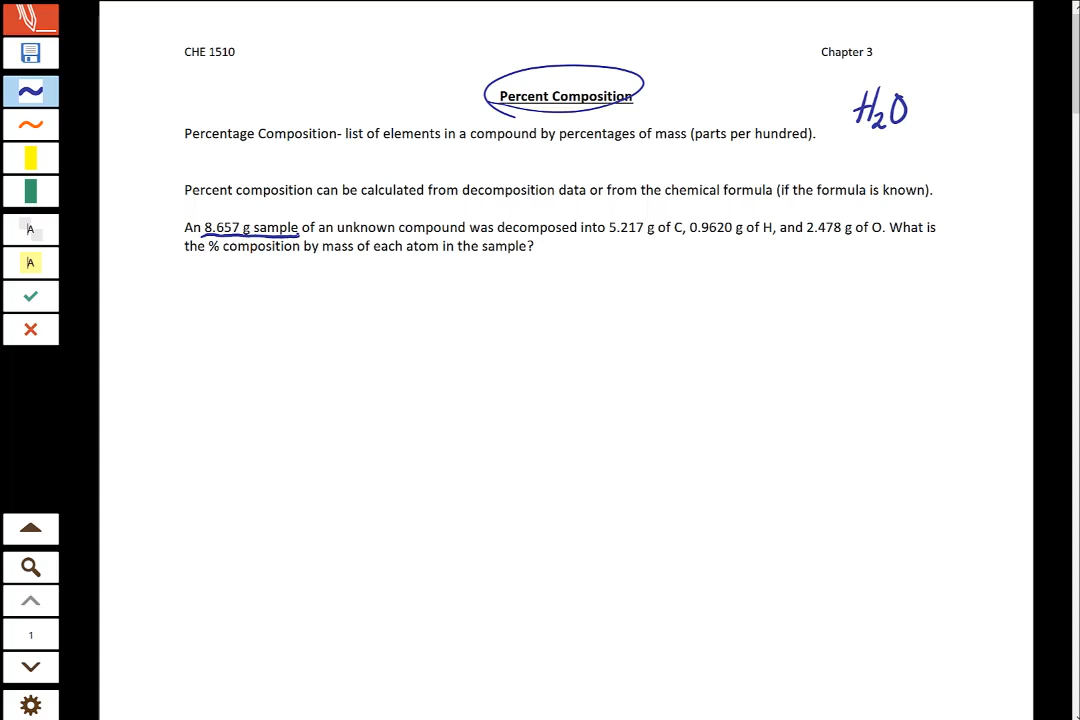 CHE 1510
Chapter 3
Percent Composition
H₂O
Percentage Composition- list of elements in a compound by percentages of mass (parts per hundred).
Percent composition can be calculated from decomposition data or from the chemical formula (if the formula is known).
An 8.657 g sample of an unknown compound was decomposed into 5.217 g of C, 0.9620 g of H, and 2.478 g of O. What is
the % composition by mass of each atom in the sample?
A
A
1